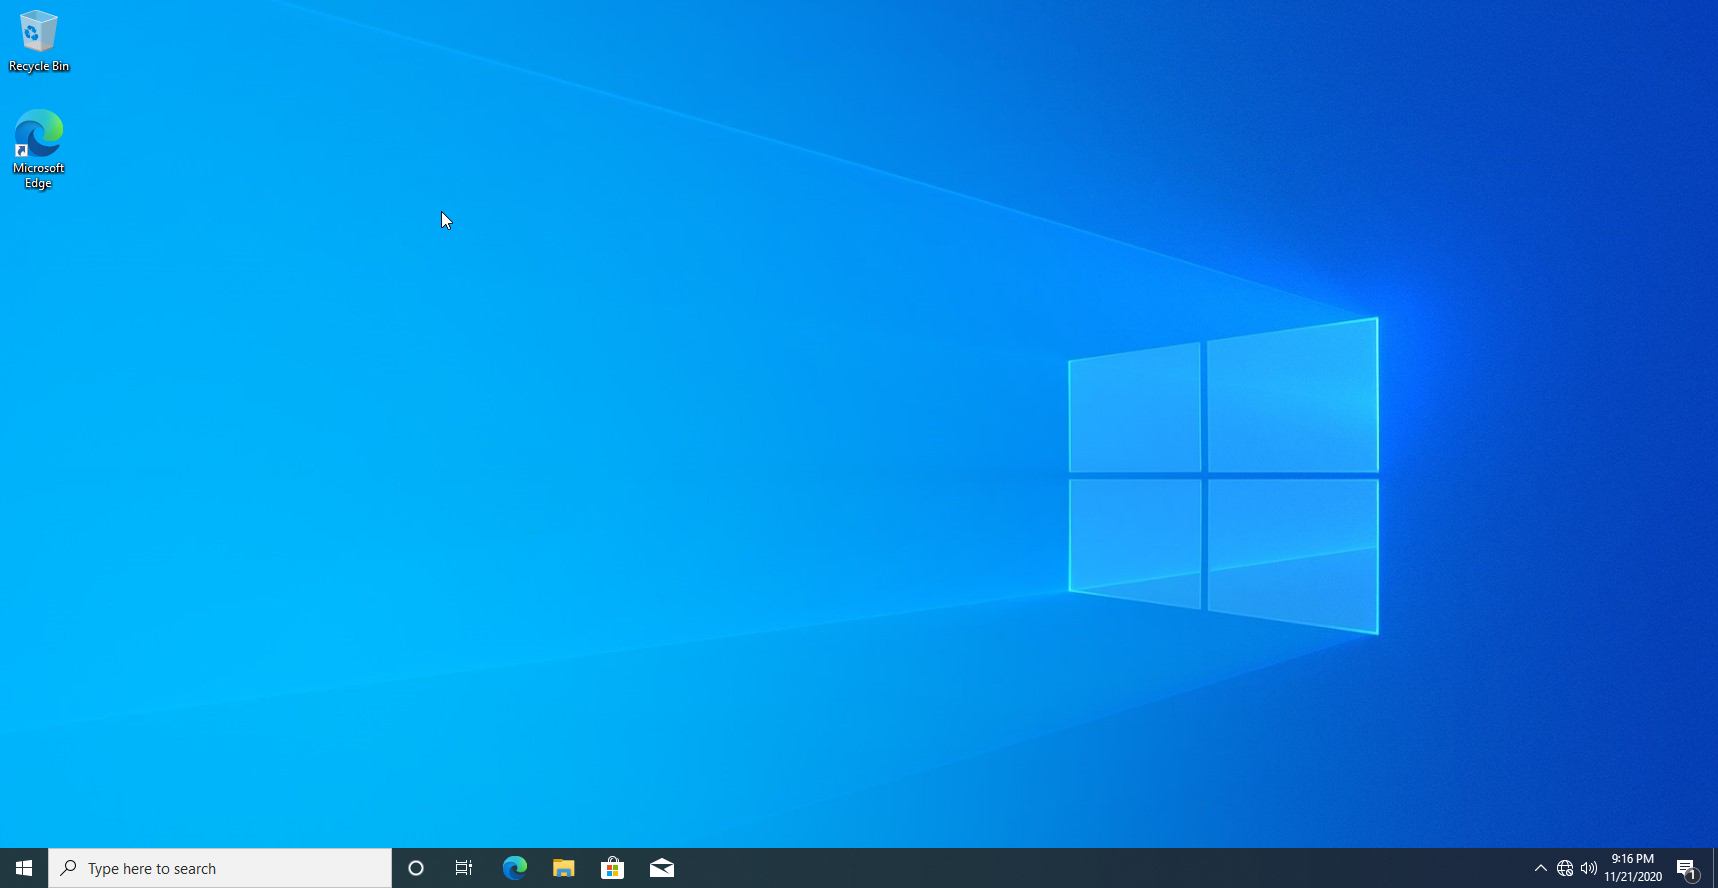 Recycle Bin
Microsoft
Edge
Type here to search
9:16 PM
11/21/2020
1